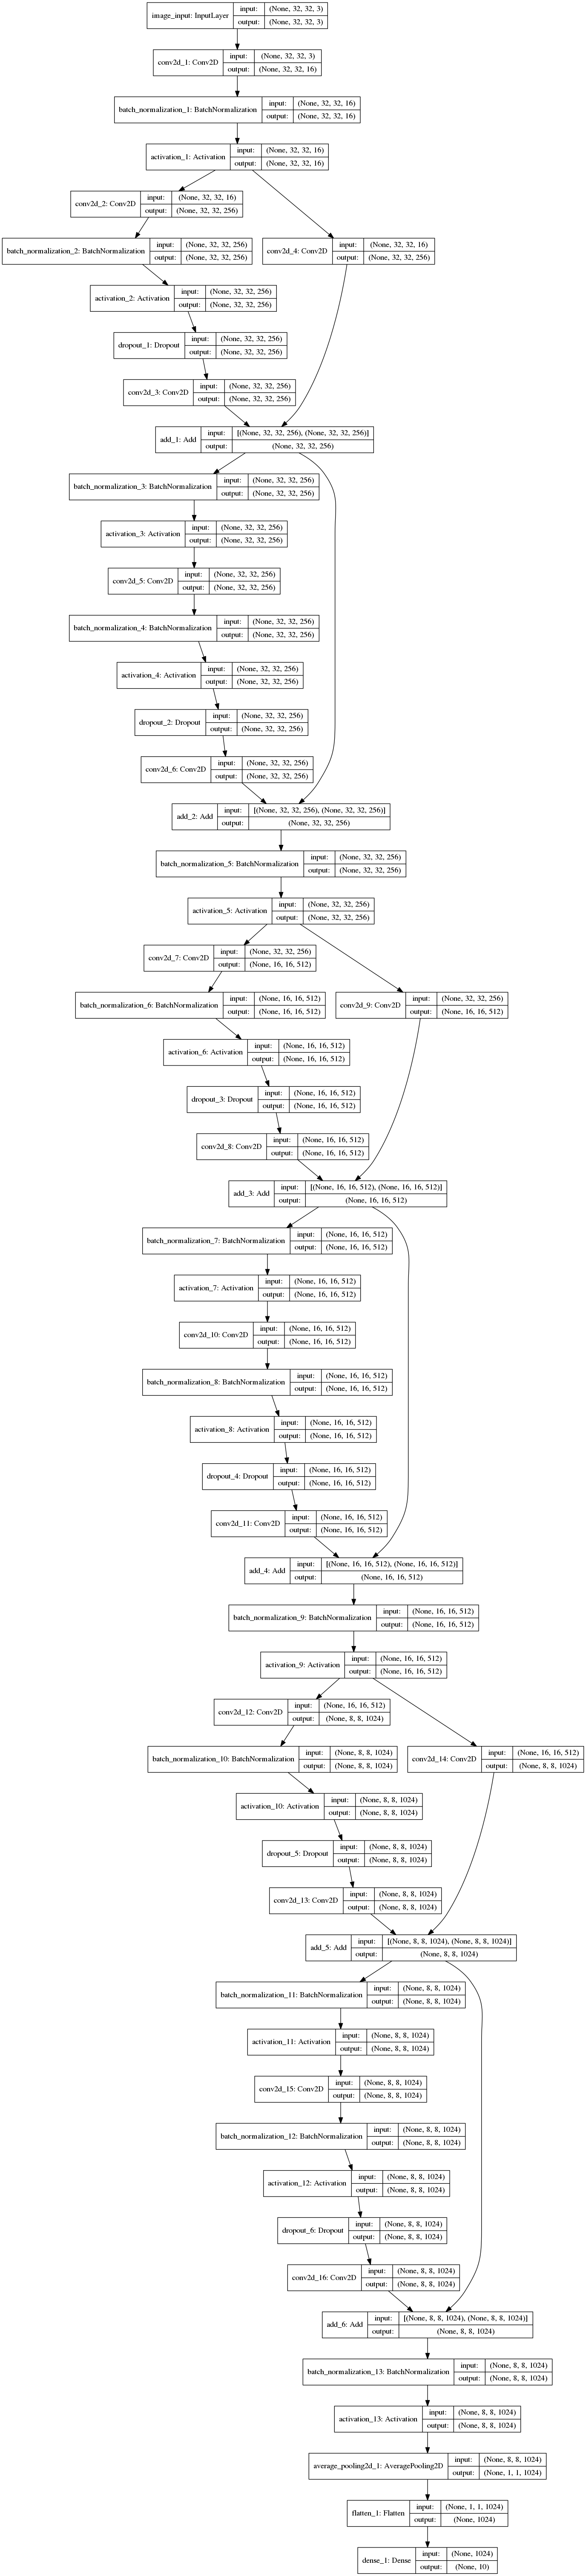 image_input: InputLayer
input: (None, 32, 32, 3)
output: (None, 32, 32, 3)
conv2d_1: Conv2D
input: (None, 32, 32, 3)
output: (None, 32, 32, 16)
batch_normalization_1: BatchNormalization
input: (None, 32, 32, 16)
output: (None, 32, 32, 16)
activation_1: Activation
input: (None, 32, 32, 16)
output: (None, 32, 32, 16)
conv2d_2: Conv2D
input: (None, 32, 32, 16)
output: (None, 32, 32, 256)
batch_normalization_2: BatchNormalization
input: (None, 32, 32, 256)
output: (None, 32, 32, 256)
conv2d_4: Conv2D
input: (None, 32, 32, 16)
output: (None, 32, 32, 256)
activation_2: Activation
input: (None, 32, 32, 256)
output: (None, 32, 32, 256)
dropout_1: Dropout
input: (None, 32, 32, 256)
output: (None, 32, 32, 256)
conv2d_3: Conv2D
input: (None, 32, 32, 256)
output: (None, 32, 32, 256)
add_1: Add
input: [(None, 32, 32, 256), (None, 32, 32, 256)]
output: (None, 32, 32, 256)
batch_normalization_3: BatchNormalization
input: (None, 32, 32, 256)
output: (None, 32, 32, 256)
activation_3: Activation
input: (None, 32, 32, 256)
output: (None, 32, 32, 256)
conv2d_5: Conv2D
input: (None, 32, 32, 256)
output: (None, 32, 32, 256)
batch_normalization_4: BatchNormalization
input: (None, 32, 32, 256)
output: (None, 32, 32, 256)
activation_4: Activation
input: (None, 32, 32, 256)
output: (None, 32, 32, 256)
dropout_2: Dropout
input: (None, 32, 32, 256)
output: (None, 32, 32, 256)
conv2d_6: Conv2D
input: (None, 32, 32, 256)
output: (None, 32, 32, 256)
add_2: Add
input: [(None, 32, 32, 256), (None, 32, 32, 256)]
output: (None, 32, 32, 256)
batch_normalization_5: BatchNormalization
input: (None, 32, 32, 256)
output: (None, 32, 32, 256)
activation_5: Activation
input: (None, 32, 32, 256)
output: (None, 32, 32, 256)
conv2d_7: Conv2D
input: (None, 32, 32, 256)
output: (None, 16, 16, 512)
batch_normalization_6: BatchNormalization
input: (None, 16, 16, 512)
output: (None, 16, 16, 512)
conv2d_9: Conv2D
input: (None, 32, 32, 256)
output: (None, 16, 16, 512)
activation_6: Activation
input: (None, 16, 16, 512)
output: (None, 16, 16, 512)
dropout_3: Dropout
input: (None, 16, 16, 512)
output: (None, 16, 16, 512)
conv2d_8: Conv2D
input: (None, 16, 16, 512)
output: (None, 16, 16, 512)
add_3: Add
input: [(None, 16, 16, 512), (None, 16, 16, 512)]
output: (None, 16, 16, 512)
batch_normalization_7: BatchNormalization
input: (None, 16, 16, 512)
output: (None, 16, 16, 512)
activation_7: Activation
input: (None, 16, 16, 512)
output: (None, 16, 16, 512)
conv2d_10: Conv2D
input: (None, 16, 16, 512)
output: (None, 16, 16, 512)
batch_normalization_8: BatchNormalization
input: (None, 16, 16, 512)
output: (None, 16, 16, 512)
activation_8: Activation
input: (None, 16, 16, 512)
output: (None, 16, 16, 512)
dropout_4: Dropout
input: (None, 16, 16, 512)
output: (None, 16, 16, 512)
conv2d_11: Conv2D
input: (None, 16, 16, 512)
output: (None, 16, 16, 512)
add_4: Add
input: [(None, 16, 16, 512), (None, 16, 16, 512)]
output: (None, 16, 16, 512)
batch_normalization_9: BatchNormalization
input: (None, 16, 16, 512)
output: (None, 16, 16, 512)
activation_9: Activation
input: (None, 16, 16, 512)
output: (None, 16, 16, 512)
conv2d_12: Conv2D
input: (None, 16, 16, 512)
output: (None, 8, 8, 1024)
batch_normalization_10: BatchNormalization
input: (None, 8, 8, 1024)
output: (None, 8, 8, 1024)
conv2d_14: Conv2D
input: (None, 16, 16, 512)
output: (None, 8, 8, 1024)
activation_10: Activation
input: (None, 8, 8, 1024)
output: (None, 8, 8, 1024)
dropout_5: Dropout
input: (None, 8, 8, 1024)
output: (None, 8, 8, 1024)
conv2d_13: Conv2D
input: (None, 8, 8, 1024)
output: (None, 8, 8, 1024)
add_5: Add
input: [(None, 8, 8, 1024), (None, 8, 8, 1024)]
output: (None, 8, 8, 1024)
batch_normalization_11: BatchNormalization
input: (None, 8, 8, 1024)
output: (None, 8, 8, 1024)
activation_11: Activation
input: (None, 8, 8, 1024)
output: (None, 8, 8, 1024)
conv2d_15: Conv2D
input: (None, 8, 8, 1024)
output: (None, 8, 8, 1024)
batch_normalization_12: BatchNormalization
input: (None, 8, 8, 1024)
output: (None, 8, 8, 1024)
activation_12: Activation
input: (None, 8, 8, 1024)
output: (None, 8, 8, 1024)
dropout_6: Dropout
input: (None, 8, 8, 1024)
output: (None, 8, 8, 1024)
conv2d_16: Conv2D
input: (None, 8, 8, 1024)
output: (None, 8, 8, 1024)
add_6: Add
input: [(None, 8, 8, 1024), (None, 8, 8, 1024)]
output: (None, 8, 8, 1024)
batch_normalization_13: BatchNormalization
input: (None, 8, 8, 1024)
output: (None, 8, 8, 1024)
activation_13: Activation
input: (None, 8, 8, 1024)
output: (None, 8, 8, 1024)
average_pooling2d_1: AveragePooling2D
input: (None, 8, 8, 1024)
output: (None, 1, 1, 1024)
flatten_1: Flatten
input: (None, 1, 1, 1024)
output: (None, 1024)
dense_1: Dense
input: (None, 1024)
output: (None, 10)